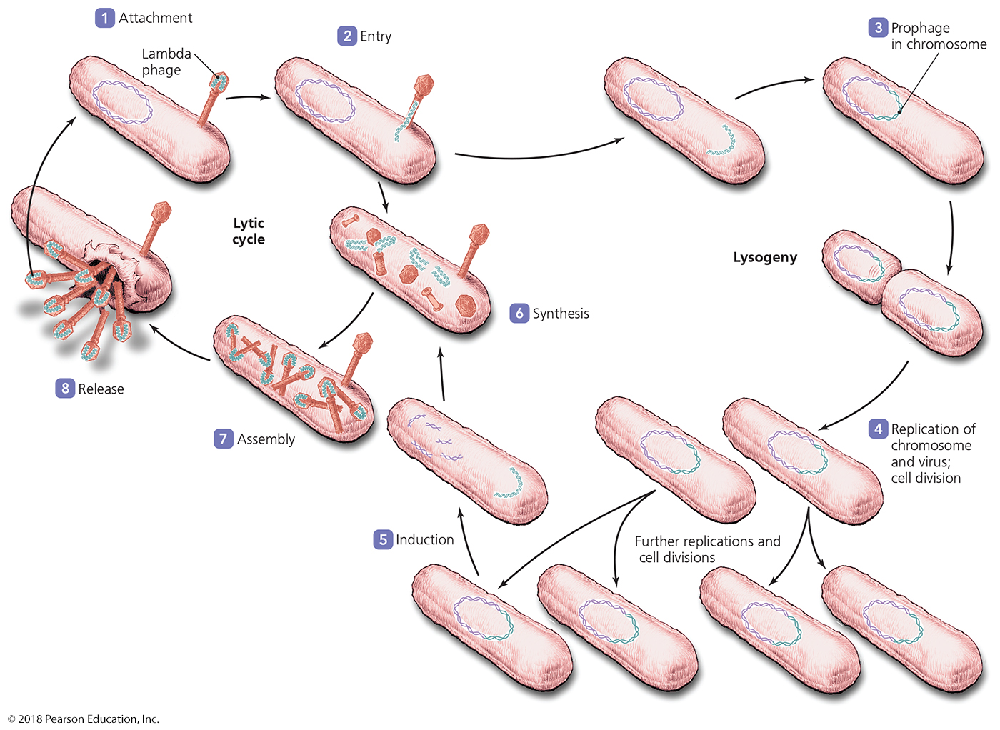 1 Attachment
Lambda
phage
2 Entry
3 Prophage
in chromosome
Lytic
cycle
Lysogeny
6 Synthesis
8 Release
7 Assembly
4 Replication of
chromosome
and virus;
cell division
5 Induction
Further replications and
cell divisions
© 2018 Pearson Education, Inc.